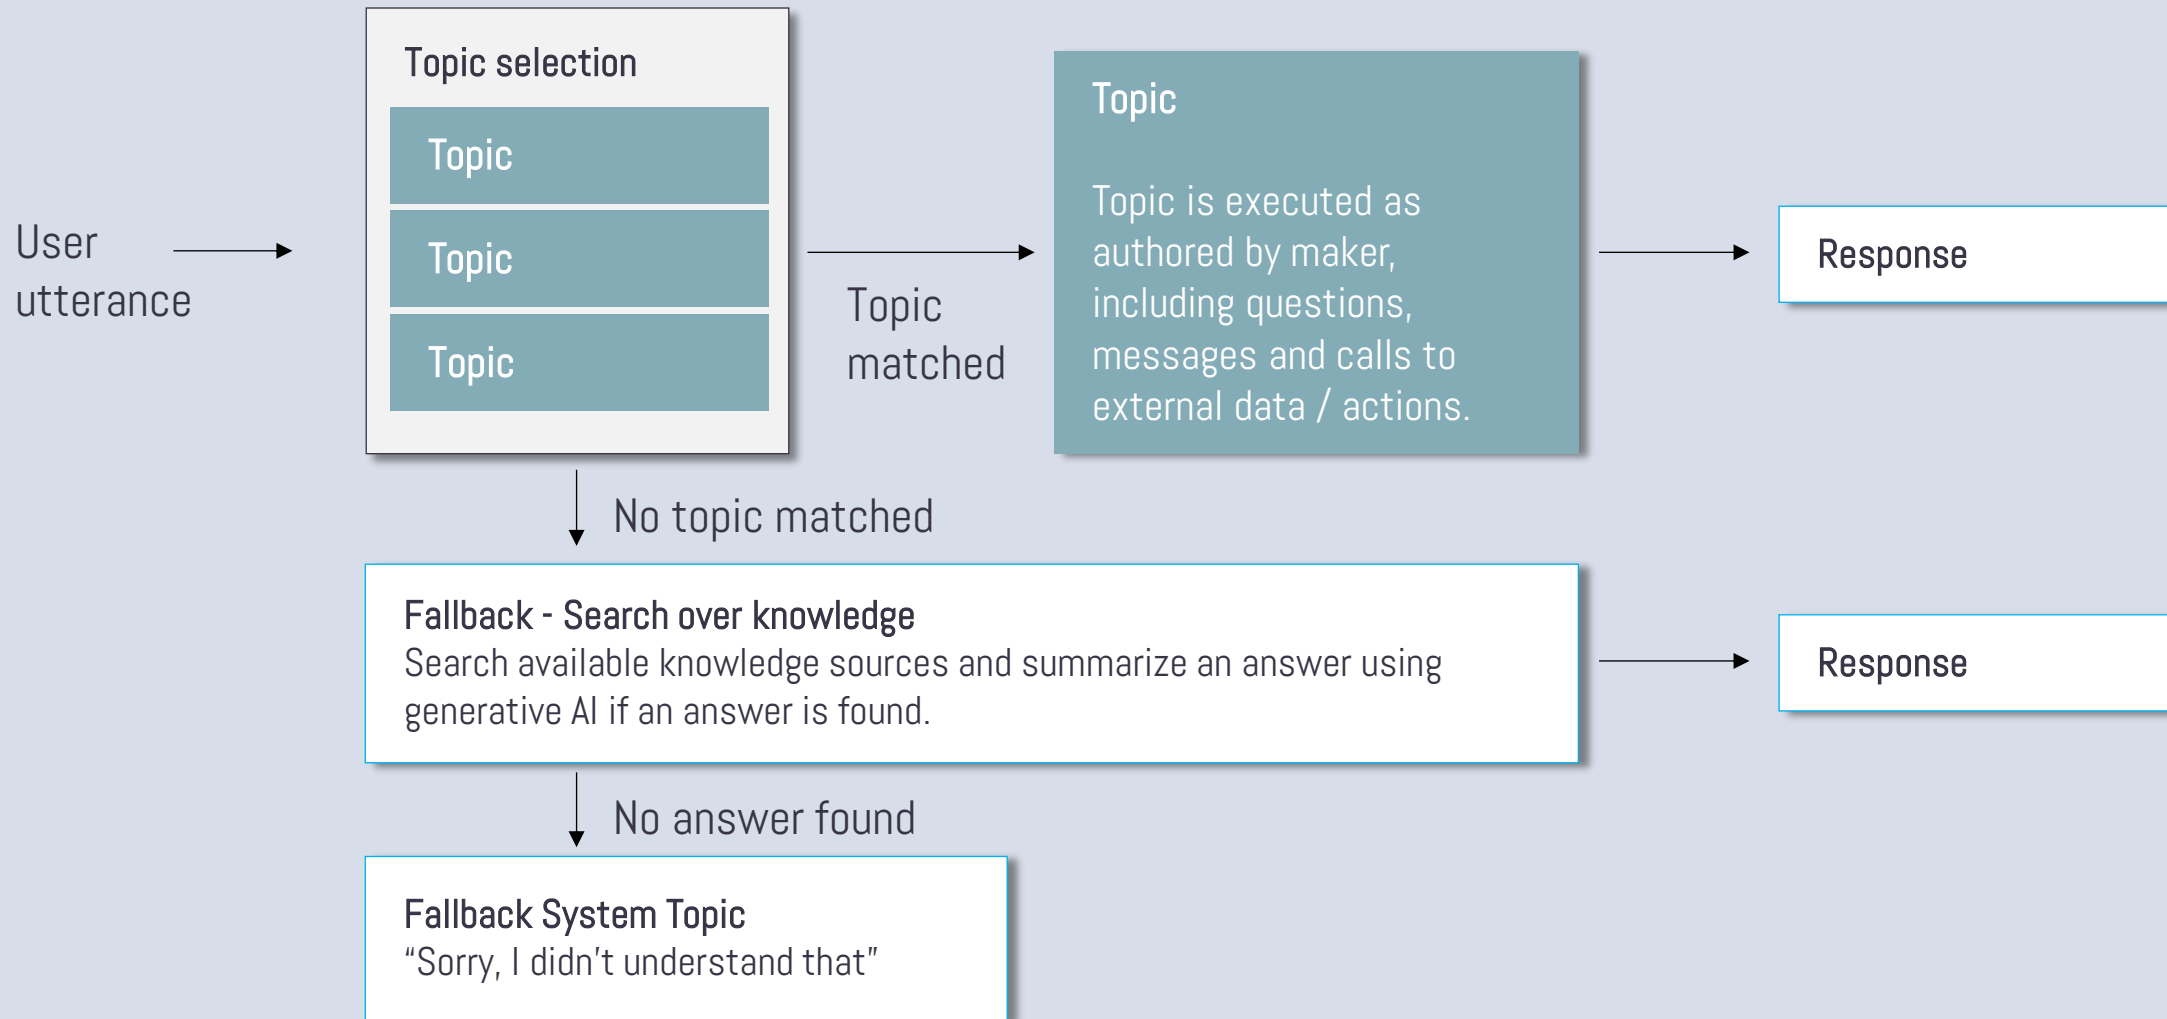 Topic selection
Topic
Topic
Topic
User
utterance
Topic
matched
Topic
Topic is executed as
authored by maker,
including questions,
messages and calls to
external data / actions.
Response
No topic matched
Fallback - Search over knowledge
Search available knowledge sources and summarize an answer using
generative AI if an answer is found.
Response
No answer found
Fallback System Topic
“Sorry, I didn’t understand that”